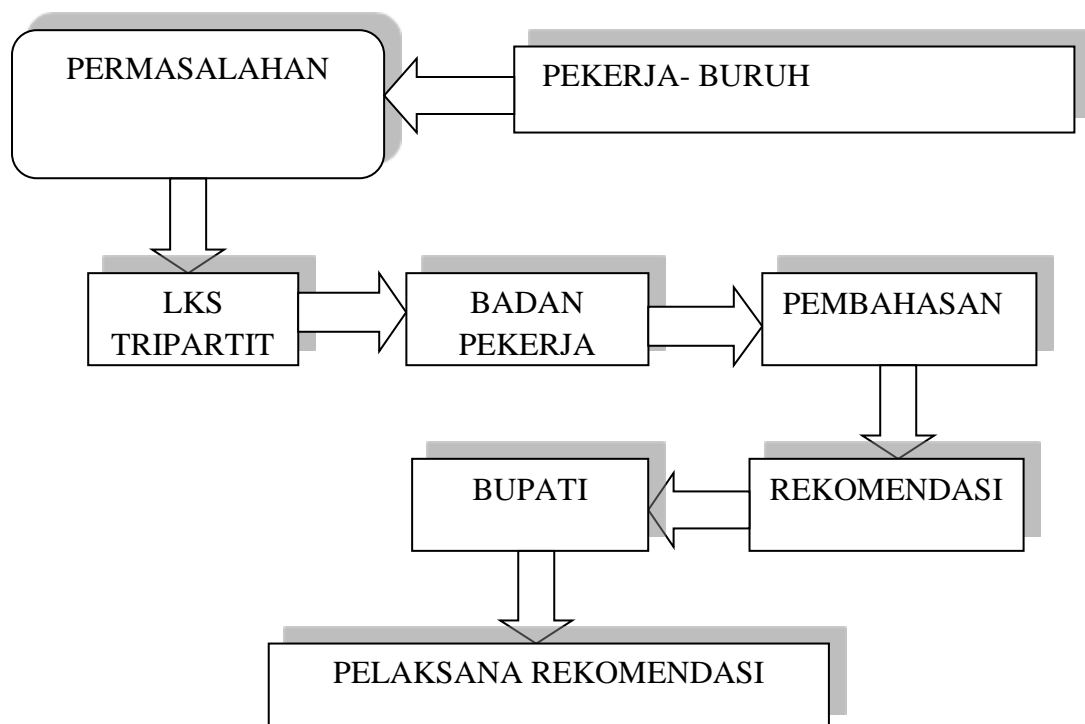 PERMASALAHAN
PEKERJA- BURUH
LKS
TRIPARTIT
BADAN
PEKERJA
PEMBAHASAN
BUPATI
REKOMENDASI
PELAKSANA REKOMENDASI